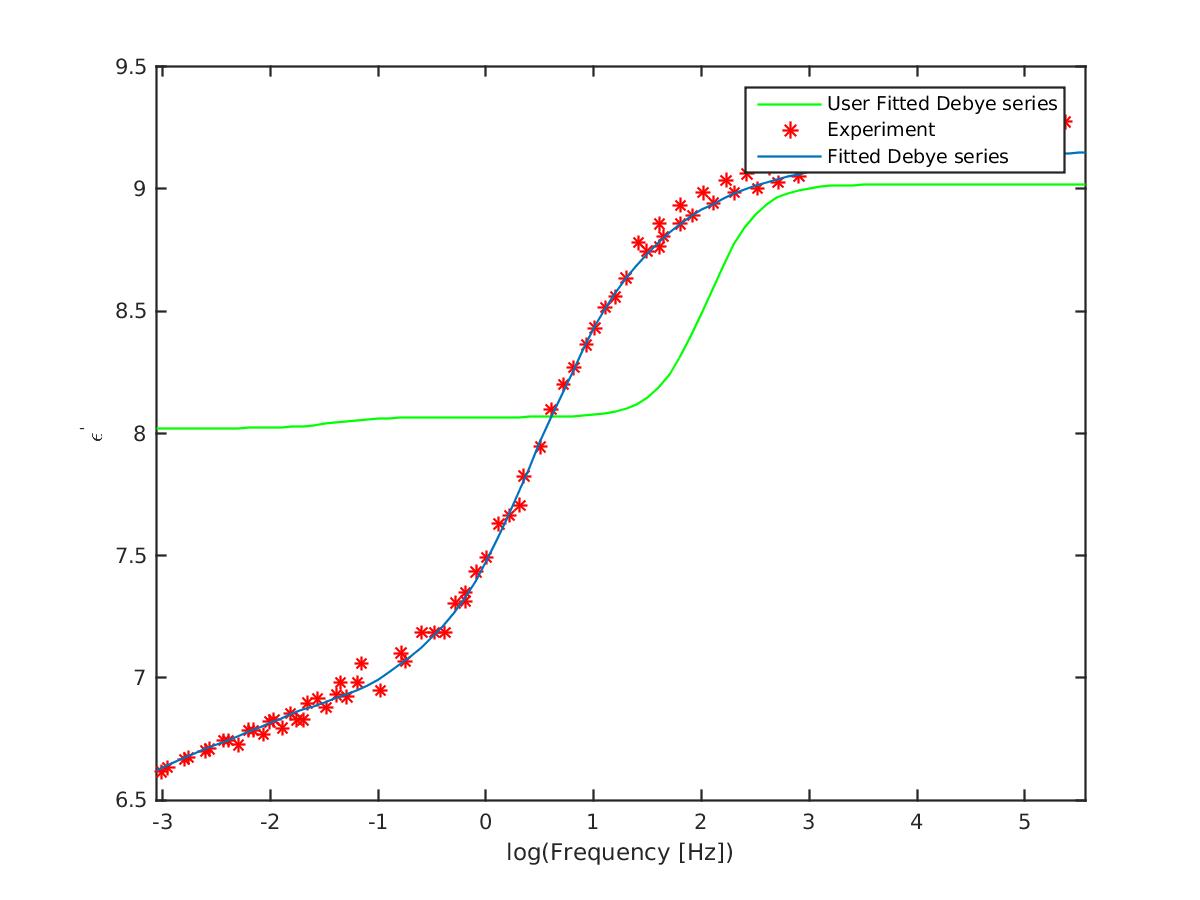 9.5
9
8.5
8
7.5
7
6.5
ϵ'
-3 -2 -1 0 1 2 3 4 5
log(Frequency [Hz])
User Fitted Debye series
Experiment
Fitted Debye series